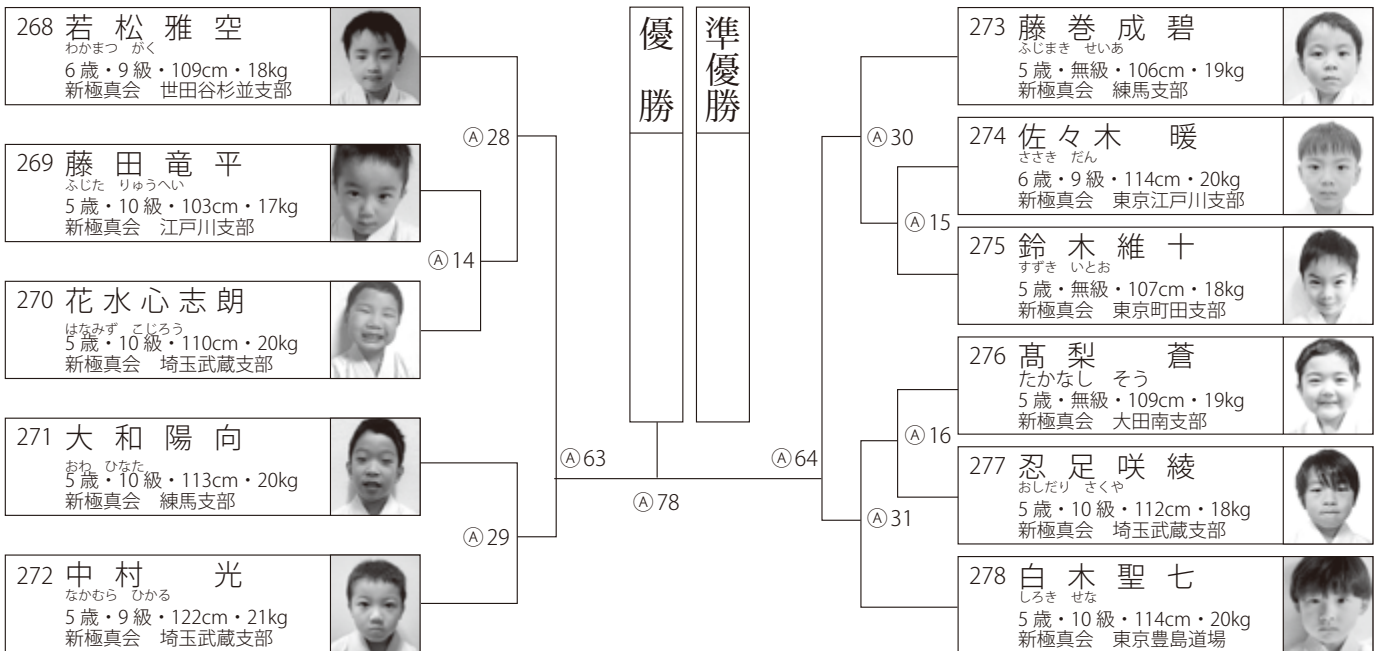 268 若松雅空
わかまつ がく
6歳・9級・109cm・18kg
新極真会 世田谷杉並支部
269 藤田竜平
ふじた りゅうへい
5歳・10級・103cm・17kg
新極真会 江戸川支部
270 花水心志朗
はなみず こじろう
5歳・10級・110cm・20kg
新極真会 埼玉武蔵支部
271 大和陽向
おわ ひなた
5歳・10級・113cm・20kg
新極真会 練馬支部
272 中村 光
なかむら ひかる
5歳・9級・122cm・21kg
新極真会 埼玉武蔵支部
Ⓐ28
Ⓐ14
Ⓐ29
Ⓐ63
優勝
準優勝
Ⓐ78
Ⓐ64
Ⓐ30
Ⓐ15
Ⓐ16
Ⓐ31
273 藤巻成碧
ふじまき せいあ
5歳・無級・106cm・19kg
新極真会 練馬支部
274 佐々木 暖
ささき だん
6歳・9級・114cm・20kg
新極真会 東京江戸川支部
275 鈴木維十
すずき いとお
5歳・無級・107cm・18kg
新極真会 東京町田支部
276 髙梨 蒼
たかなし そう
5歳・無級・109cm・19kg
新極真会 大田南支部
277 忍足咲綾
おしだり さくや
5歳・10級・112cm・18kg
新極真会 埼玉武蔵支部
278 白木聖七
しろき せな
5歳・10級・114cm・20kg
新極真会 東京豊島道場